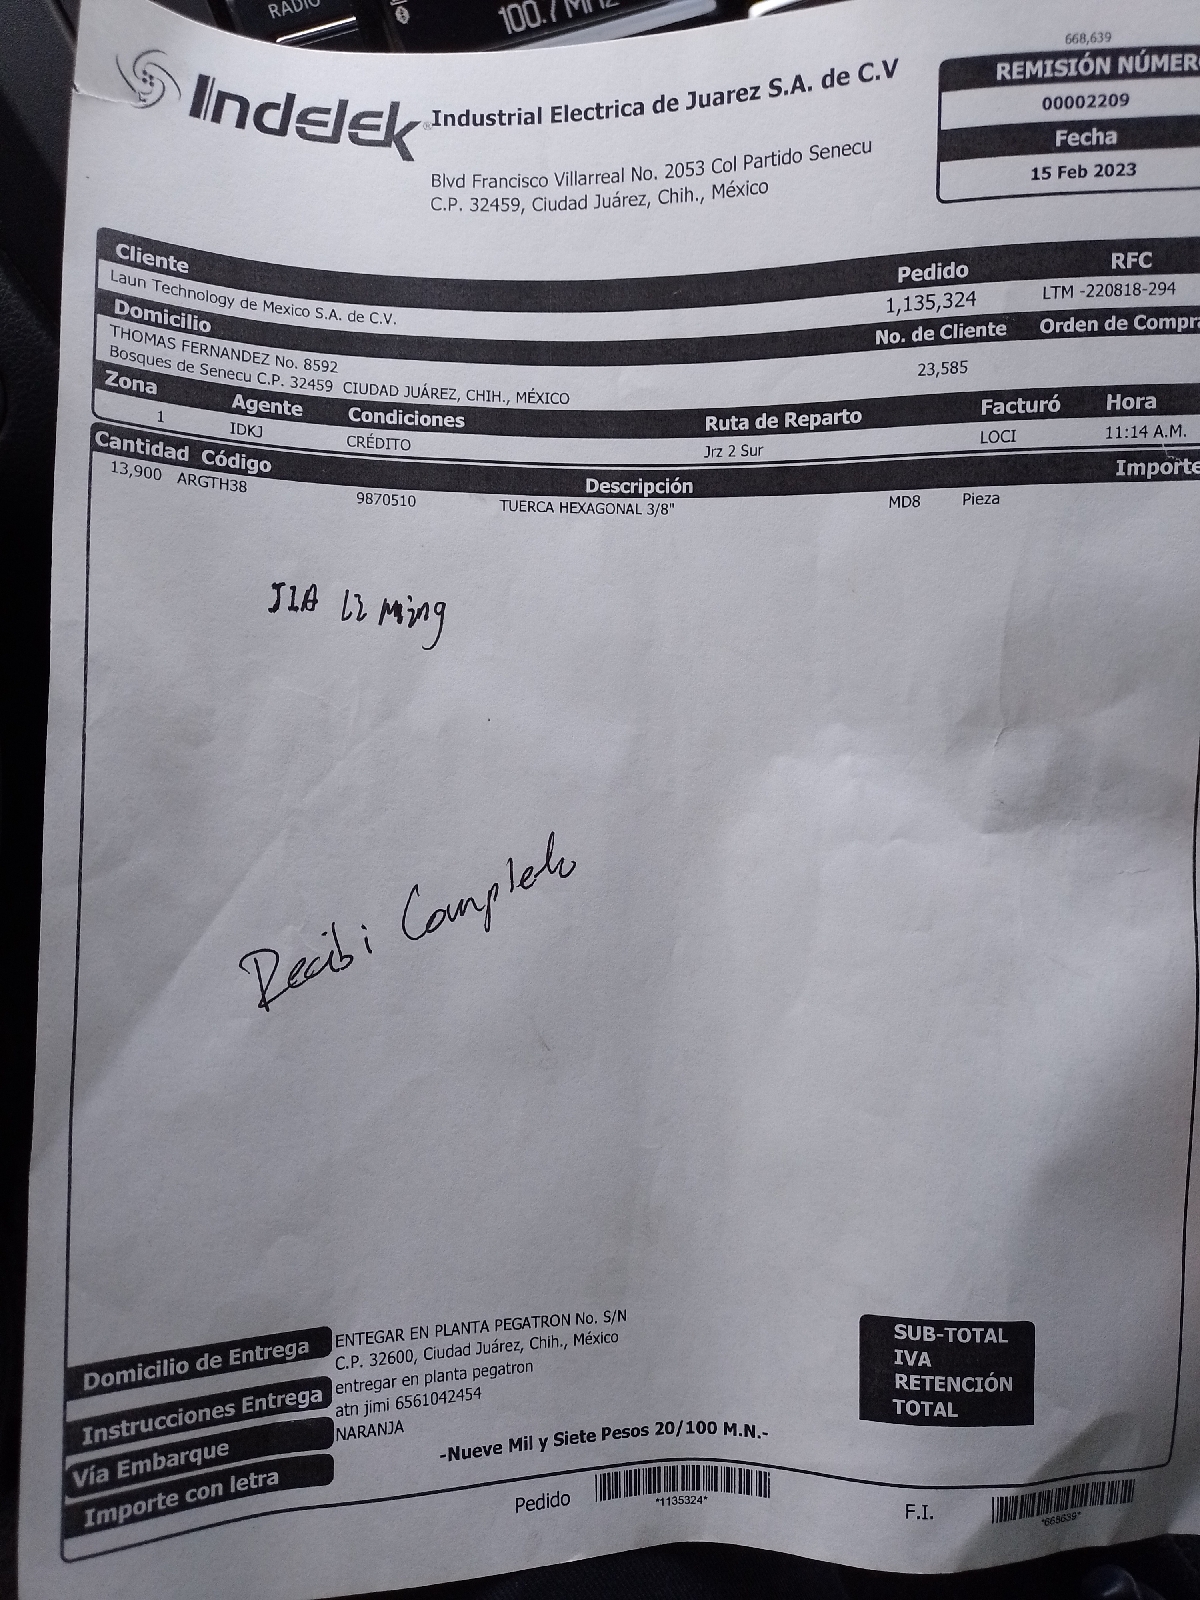 RADIO
100.7 MHz
668,639
Indelek
Industrial Electrica de Juarez S.A. de C.V
Blvd Francisco Villarreal No. 2053 Col Partido Senecu
C.P. 32459, Ciudad Juárez, Chih., México
REMISIÓN NÚMER
00002209
Fecha
15 Feb 2023
Cliente Pedido RFC
Laun Technology de Mexico S.A. de C.V. 1,135,324 LTM -220818-294
Domicilio No. de Cliente Orden de Compra
THOMAS FERNANDEZ No. 8592 23,585
Bosques de Senecu C.P. 32459 CIUDAD JUÁREZ, CHIH., MÉXICO
Zona Agente Condiciones Ruta de Reparto Facturó Hora
1 IDKJ CRÉDITO Jrz 2 Sur LOCI 11:14 A.M.
Cantidad Código Descripción Importe
13,900 ARGTH38 9870510 TUERCA HEXAGONAL 3/8" MD8 Pieza
JIA Li Ming
Recibi Completo
Domicilio de Entrega ENTEGAR EN PLANTA PEGATRON No. S/N
C.P. 32600, Ciudad Juárez, Chih., México
Instrucciones Entrega entregar en planta pegatron
atn jimi 6561042454
Vía Embarque NARANJA
Importe con letra -Nueve Mil y Siete Pesos 20/100 M.N.-
SUB-TOTAL
IVA
RETENCIÓN
TOTAL
Pedido *1135324* F.I. *668639*